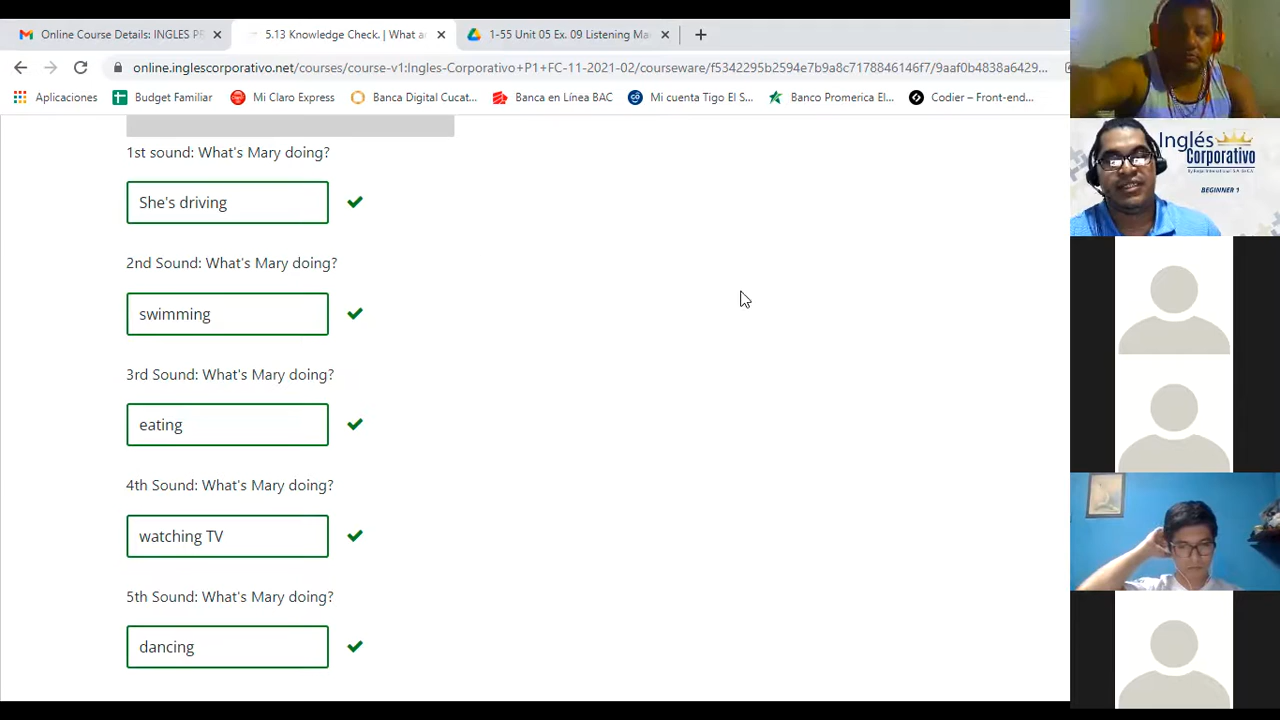 Online Course Details: INGLES PR
5.13 Knowledge Check. | What a
1-55 Unit 05 Ex. 09 Listening Ma
online.inglescorporativo.net/courses/course-v1:Ingles-Corporativo+P1+FC-11-2021-02/courseware/f5342295b2594e7b9a8c7178846146f7/9aaf0b4838a6429...
Aplicaciones
Budget Familiar
Mi Claro Express
Banca Digital Cucat...
Banca en Línea BAC
Mi cuenta Tigo El S...
Banco Promerica El...
Codier – Front-end...
1st sound: What's Mary doing?
She's driving
2nd Sound: What's Mary doing?
swimming
3rd Sound: What's Mary doing?
eating
4th Sound: What's Mary doing?
watching TV
5th Sound: What's Mary doing?
dancing
Inglés
Corporativo
BEGINNER 1